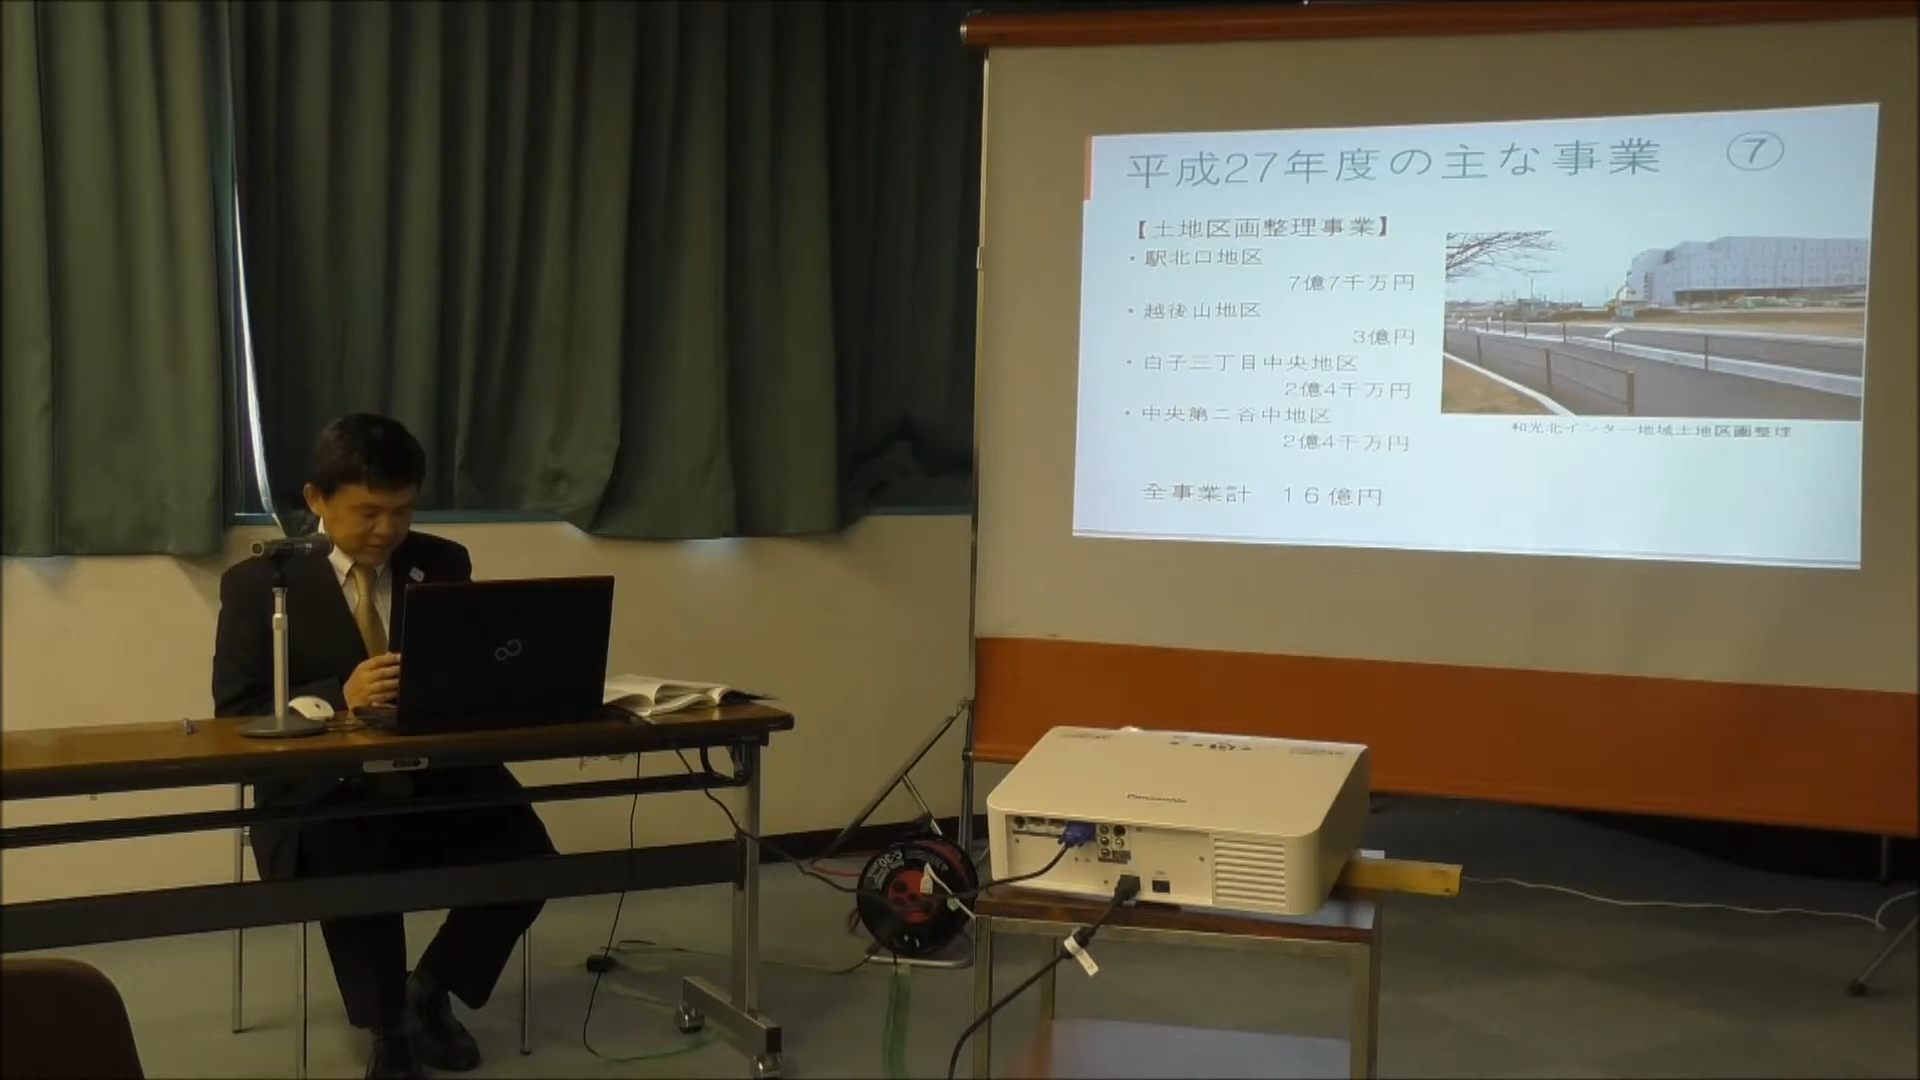 平成27年度の主な事業 ⑦
【土地区画整理事業】
・駅北口地区
7億7千万円
・越後山地区
3億円
・白子三丁目中央地区
2億4千万円
・中央第二谷中地区
2億4千万円
全事業計 16億円
和光北インター地域土地区画整理
Panasonic